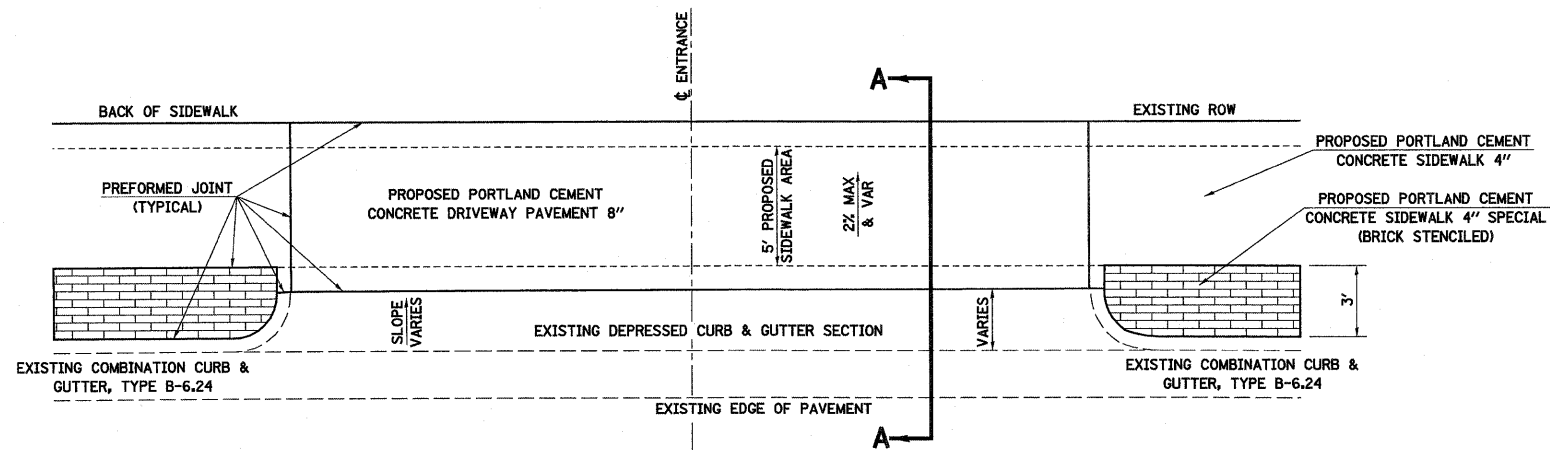 ℄ ENTRANCE
A
BACK OF SIDEWALK
EXISTING ROW
PROPOSED PORTLAND CEMENT
CONCRETE SIDEWALK 4"
PREFORMED JOINT
(TYPICAL)
PROPOSED PORTLAND CEMENT
CONCRETE DRIVEWAY PAVEMENT 8"
5' PROPOSED
SIDEWALK AREA
2% MAX
& VAR
PROPOSED PORTLAND CEMENT
CONCRETE SIDEWALK 4" SPECIAL
(BRICK STENCILED)
3'
SLOPE
VARIES
EXISTING DEPRESSED CURB & GUTTER SECTION
VARIES
EXISTING COMBINATION CURB &
GUTTER, TYPE B-6.24
EXISTING COMBINATION CURB &
GUTTER, TYPE B-6.24
EXISTING EDGE OF PAVEMENT
A